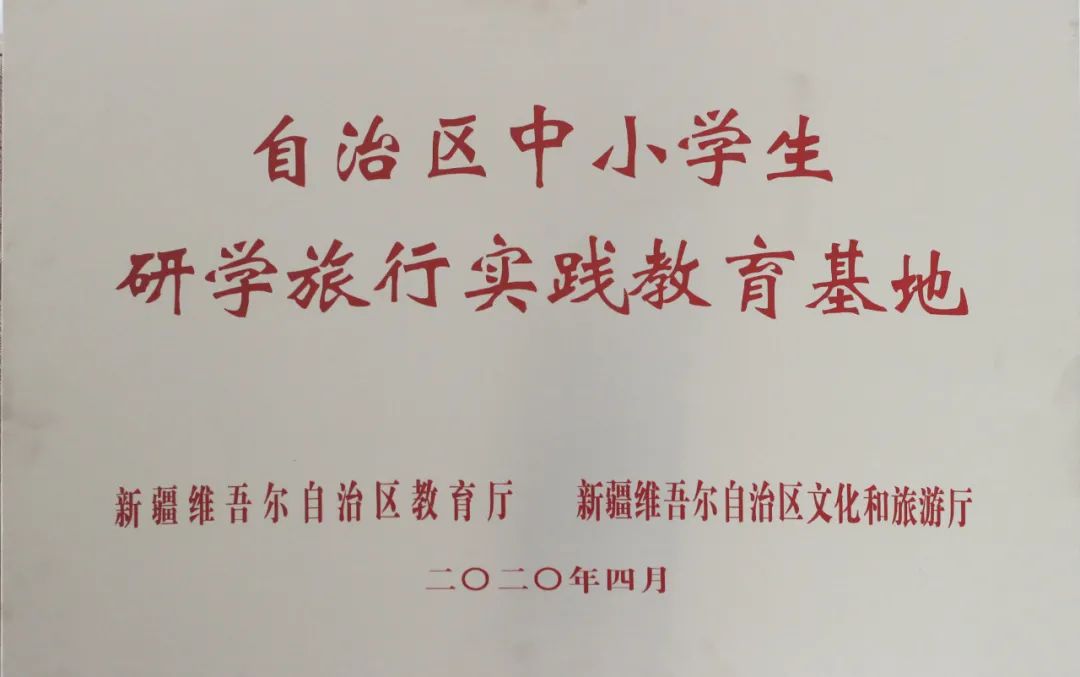 自治区中小学生
研学旅行实践教育基地
新疆维吾尔自治区教育厅 新疆维吾尔自治区文化和旅游厅
二〇二〇年四月